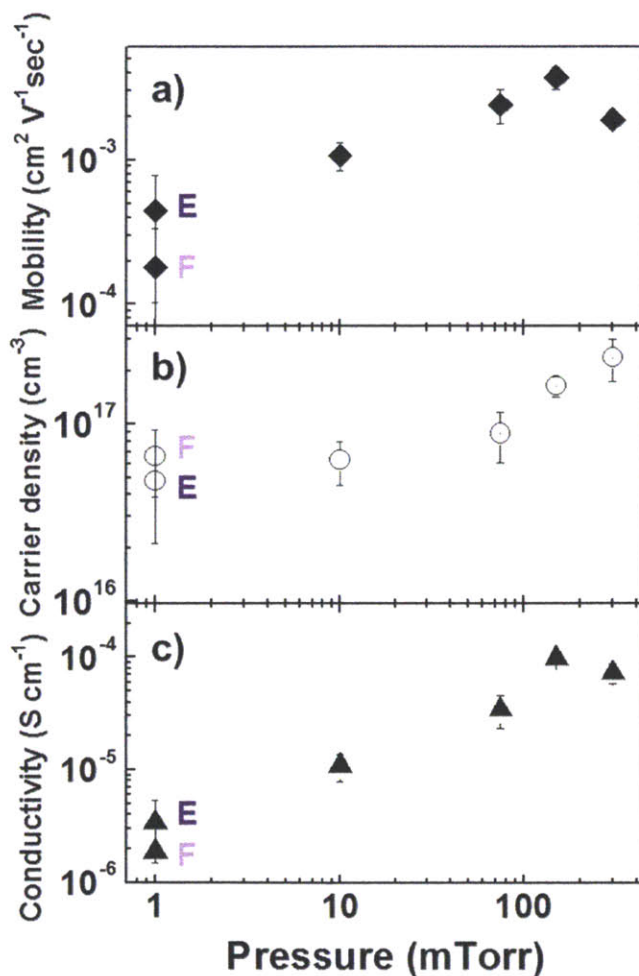 a)
Mobility (cm² V⁻¹sec⁻¹)
10⁻³
10⁻⁴
E
F
b)
Carrier density (cm⁻³)
10¹⁷
10¹⁶
F
E
c)
Conductivity (S cm⁻¹)
10⁻⁴
10⁻⁵
10⁻⁶
E
F
1
10
100
Pressure (mTorr)